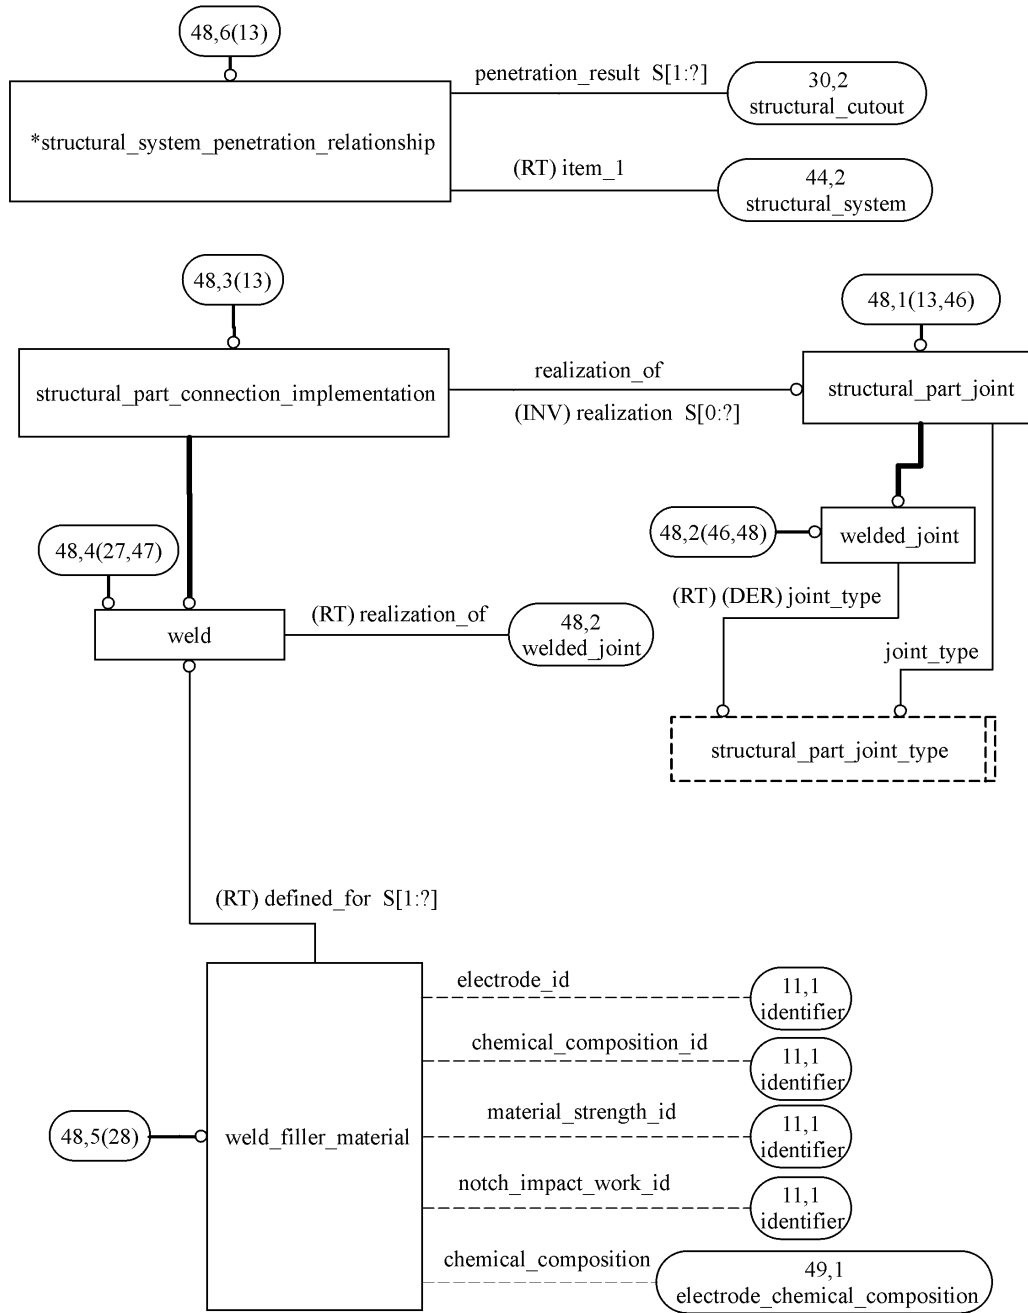 48,6(13)
penetration_result S[1:?]
30,2
structural_cutout
*structural_system_penetration_relationship
(RT) item_1
44,2
structural_system
48,3(13)
48,1(13,46)
structural_part_connection_implementation
realization_of
(INV) realization S[0:?]
structural_part_joint
48,4(27,47)
48,2(46,48)
welded_joint
(RT) (DER) joint_type
weld
(RT) realization_of
48,2
welded_joint
joint_type
structural_part_joint_type
(RT) defined_for S[1:?]
electrode_id
11,1
identifier
chemical_composition_id
11,1
identifier
48,5(28)
weld_filler_material
material_strength_id
11,1
identifier
notch_impact_work_id
11,1
identifier
chemical_composition
49,1
electrode_chemical_composition